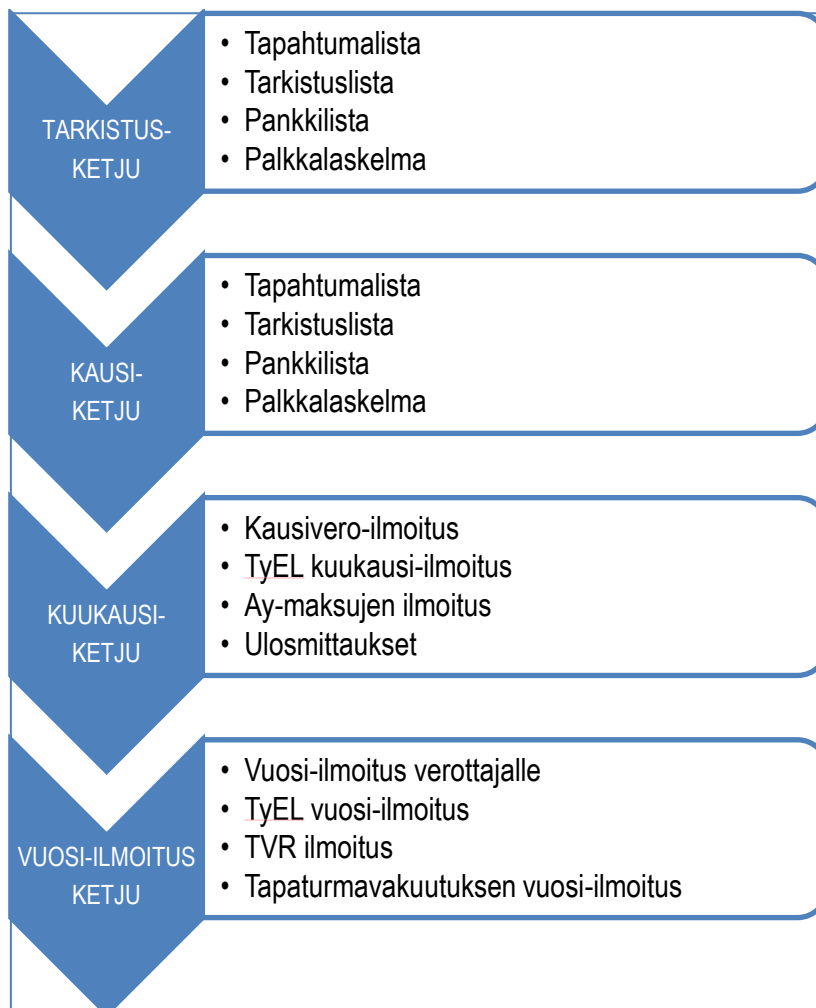 TARKISTUS-
KETJU
• Tapahtumalista
• Tarkistuslista
• Pankkilista
• Palkkalaskelma
KAUSI-
KETJU
• Tapahtumalista
• Tarkistuslista
• Pankkilista
• Palkkalaskelma
KUUKAUSI-
KETJU
• Kausivero-ilmoitus
• TyEL kuukausi-ilmoitus
• Ay-maksujen ilmoitus
• Ulosmittaukset
VUOSI-ILMOITUS
KETJU
• Vuosi-ilmoitus verottajalle
• TyEL vuosi-ilmoitus
• TVR ilmoitus
• Tapaturmavakuutuksen vuosi-ilmoitus